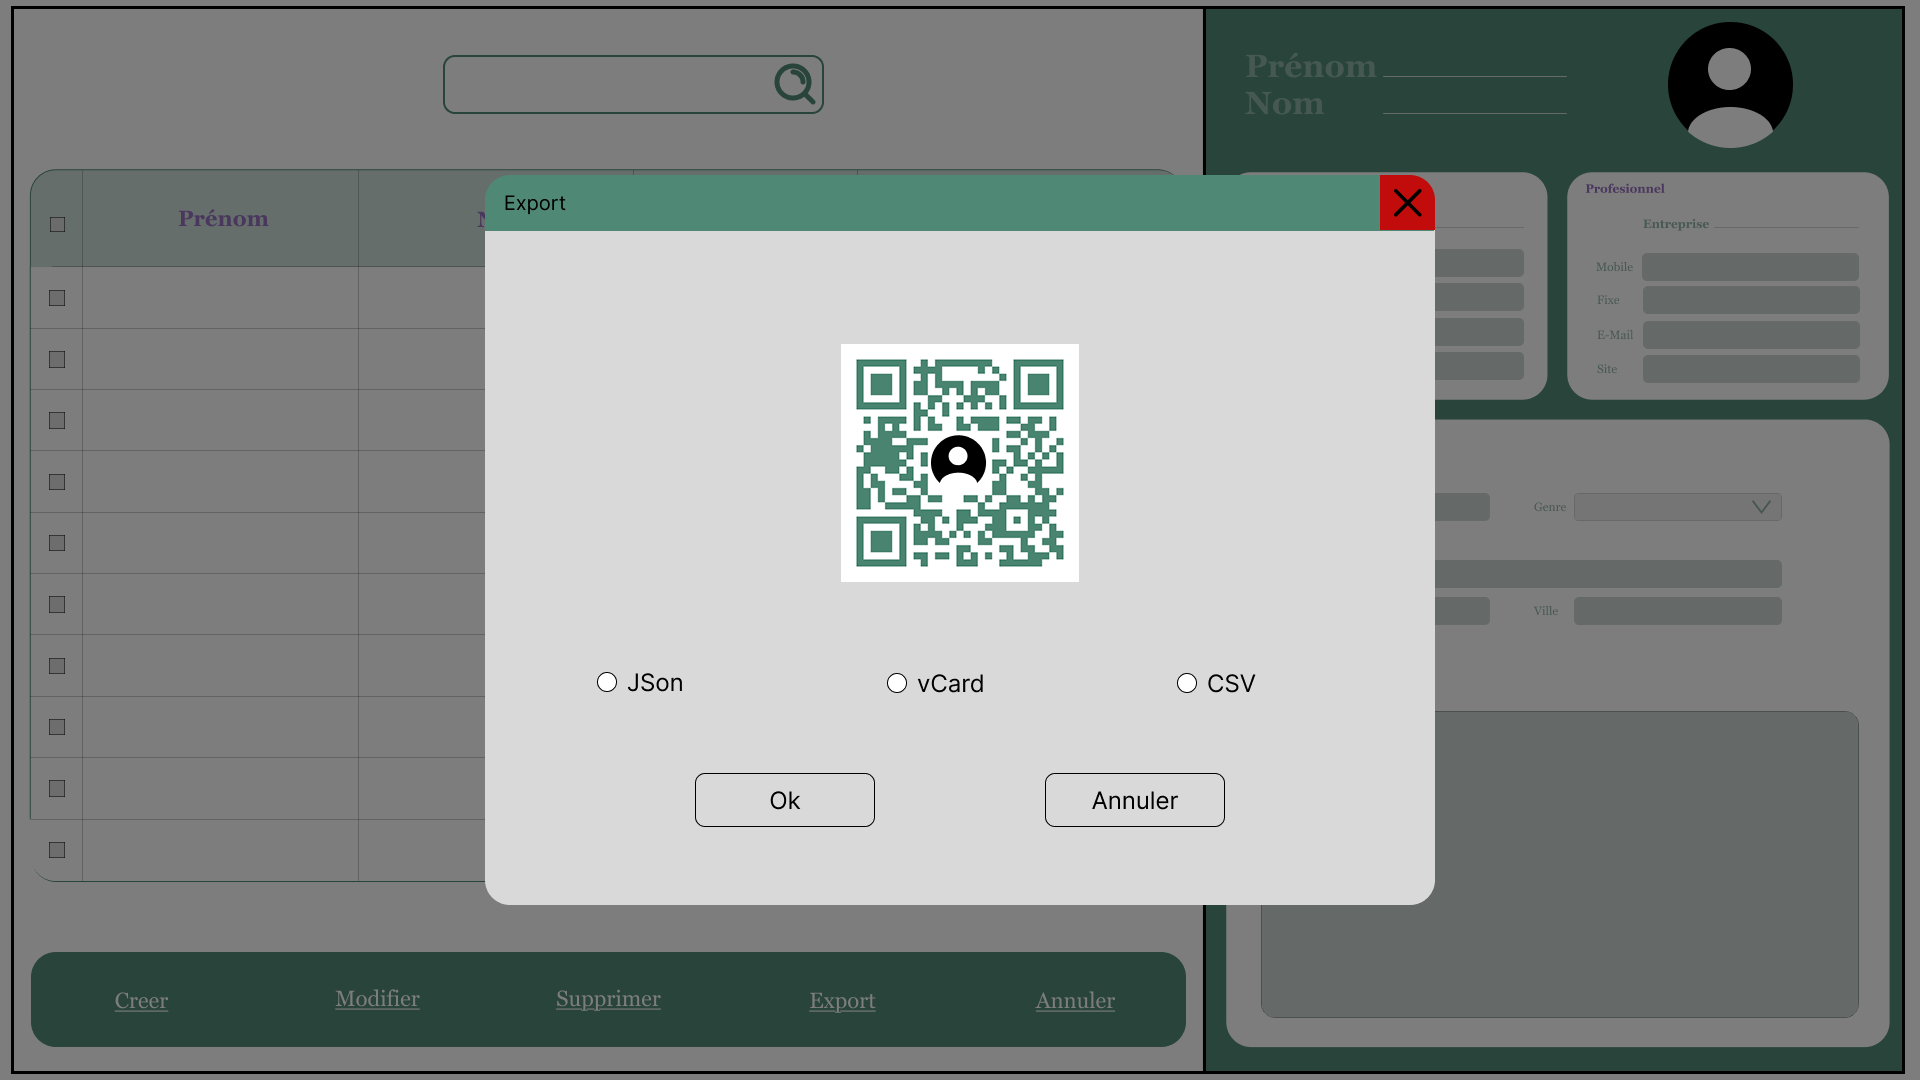 Prénom
Nom
Prénom
Export
Profesionnel
Entreprise
Mobile
Fixe
E-Mail
Site
Genre
Ville
JSon
vCard
CSV
Ok
Annuler
Creer
Modifier
Supprimer
Export
Annuler